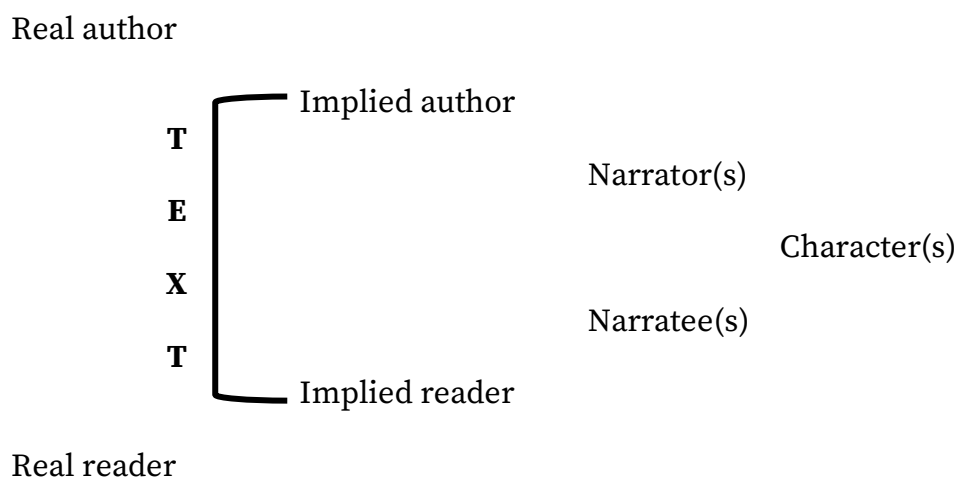 Real author
Implied author
T
Narrator(s)
E
Character(s)
X
Narratee(s)
T
Implied reader
Real reader